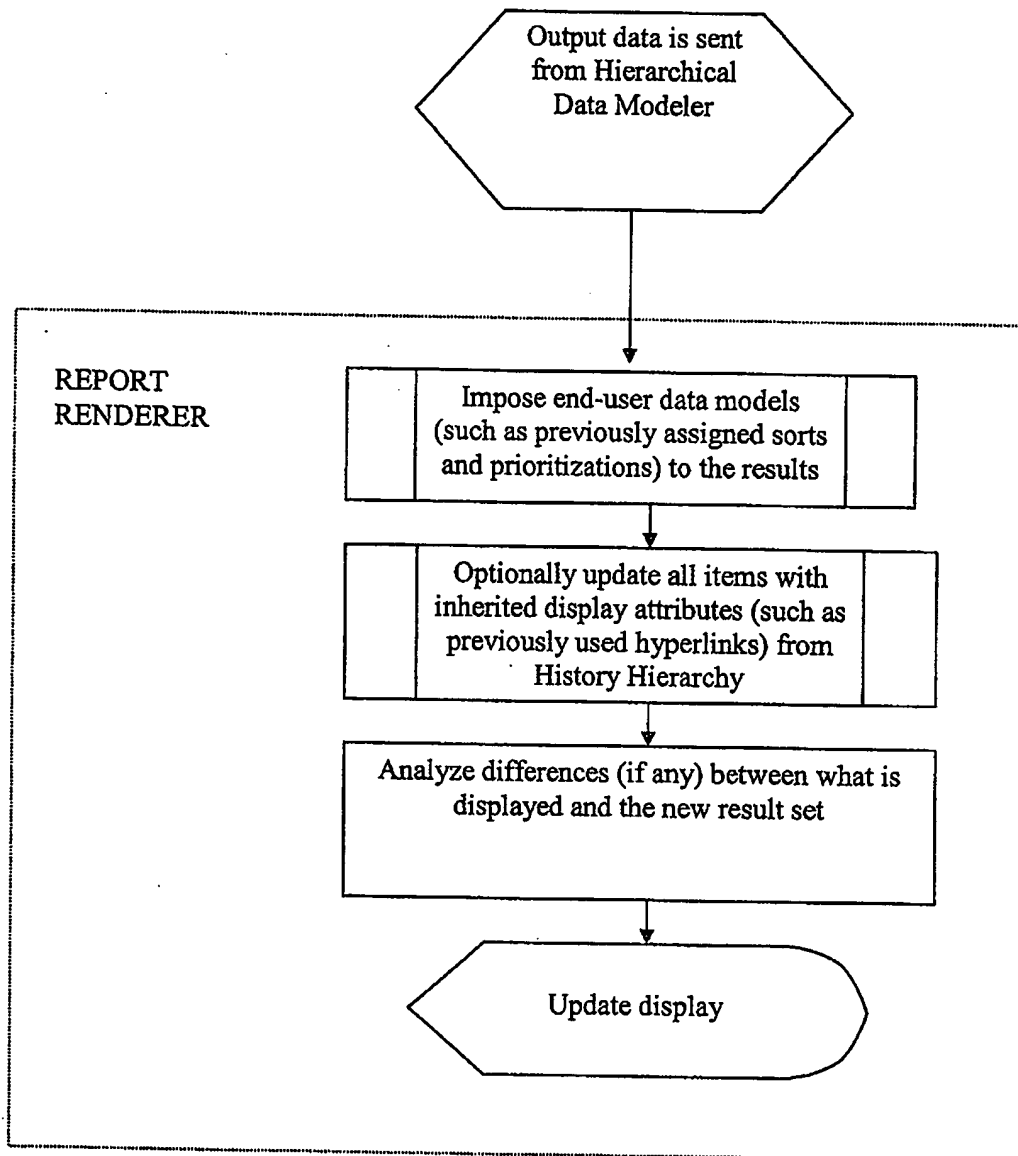 Output data is sent
from Hierarchical
Data Modeler
REPORT
RENDERER
Impose end-user data models
(such as previously assigned sorts
and prioritizations) to the results
Optionally update all items with
inherited display attributes (such as
previously used hyperlinks) from
History Hierarchy
Analyze differences (if any) between what is
displayed and the new result set
Update display